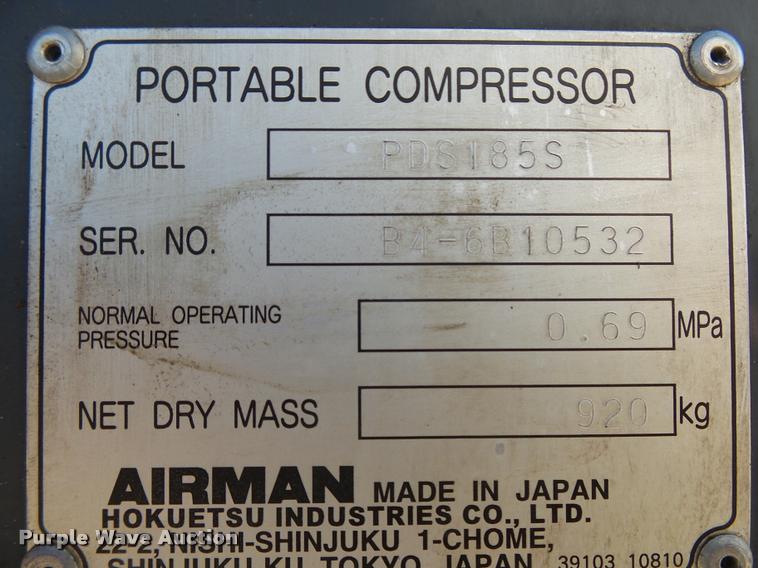 PORTABLE COMPRESSOR
MODEL PDS185S
SER. NO. B4-6B10532
NORMAL OPERATING
PRESSURE 0.69 MPa
NET DRY MASS 920 kg
AIRMAN MADE IN JAPAN
HOKUETSU INDUSTRIES CO., LTD.
22-2, NISHI-SHINJUKU 1-CHOME,
SHINJUKU-KU, TOKYO, JAPAN 39103 10810
Purple Wave Auction